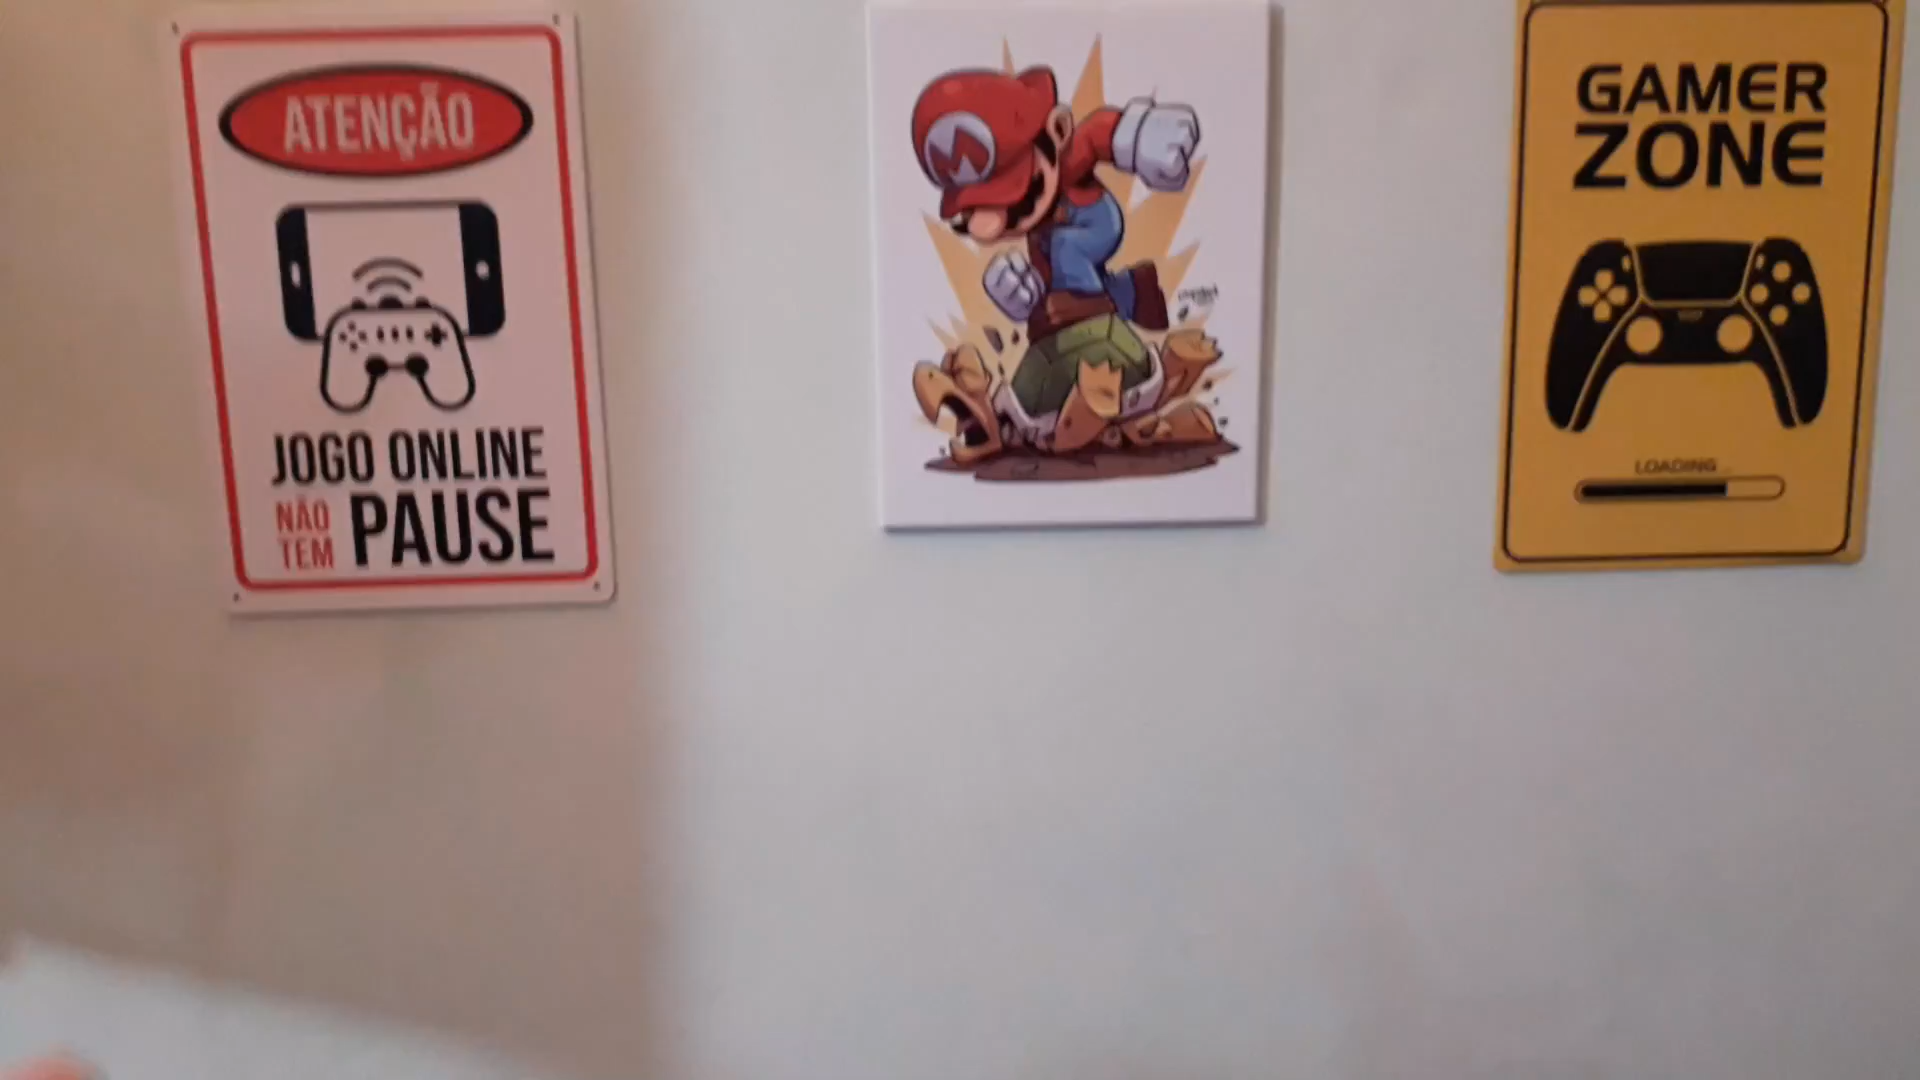 ATENÇÃO
JOGO ONLINE
NÃO TEM PAUSE
M
GAMER
ZONE
LOADING...